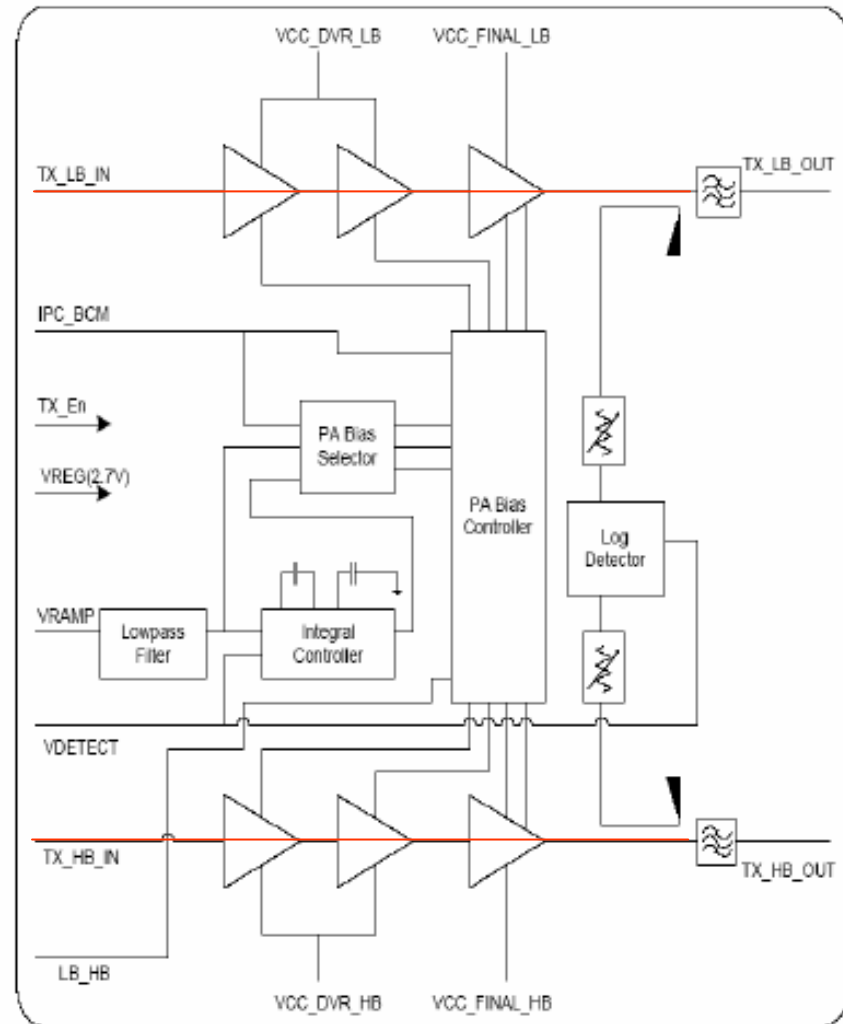 VCC_DVR_LB
VCC_FINAL_LB
TX_LB_IN
TX_LB_OUT
IPC_BCM
TX_En
PA Bias
Selector
VREG(2.7V)
PA Bias
Controller
Log
Detector
VRAMP
Lowpass
Filter
Integral
Controller
VDETECT
TX_HB_IN
TX_HB_OUT
LB_HB
VCC_DVR_HB
VCC_FINAL_HB